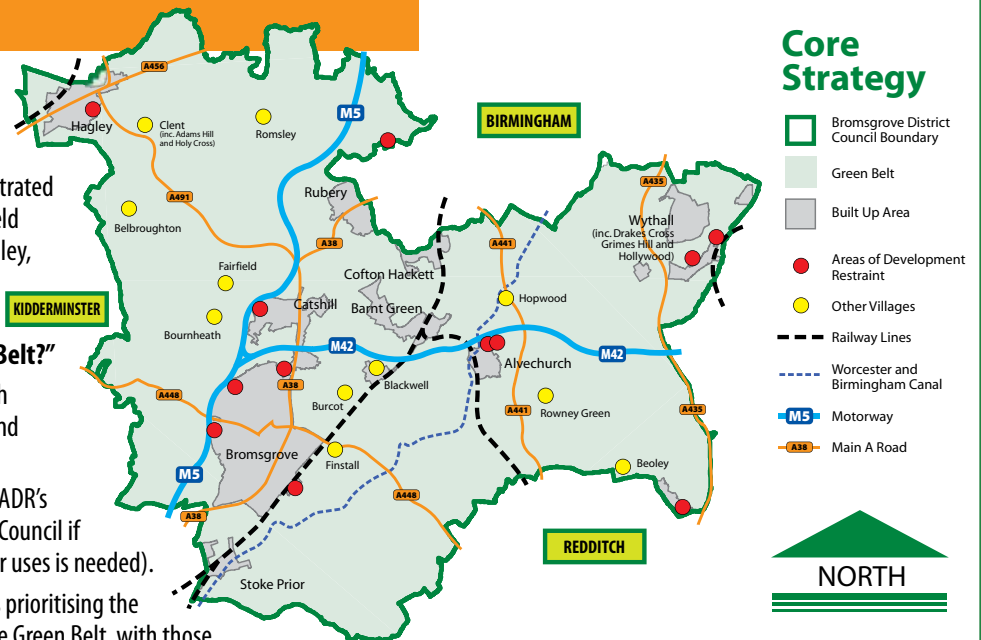 trated
eld
ley,
Belt?"
h
nd
ADR's
Council if
r uses is needed).
, prioritising the
e Green Belt, with those
A456
Hagley
Clent
(inc. Adams Hill
and Holy Cross)
Romsley
M5
BIRMINGHAM
A491
Belbroughton
Rubery
A38
A435
Wythall
(inc. Drakes Cross
Grimes Hill and
Hollywood)
A441
Cofton Hackett
Fairfield
KIDDERMINSTER
Catshill
Barnt Green
Hopwood
Bournheath
M42
Alvechurch
M42
A38
Blackwell
A448
Burcot
A441
Rowney Green
A435
Bromsgrove
Finstall
Beoley
M5
A448
A38
REDDITCH
Stoke Prior
Core
Strategy
Bromsgrove District
Council Boundary
Green Belt
Built Up Area
Areas of Development
Restraint
Other Villages
Railway Lines
Worcester and
Birmingham Canal
M5
Motorway
A38
Main A Road
NORTH